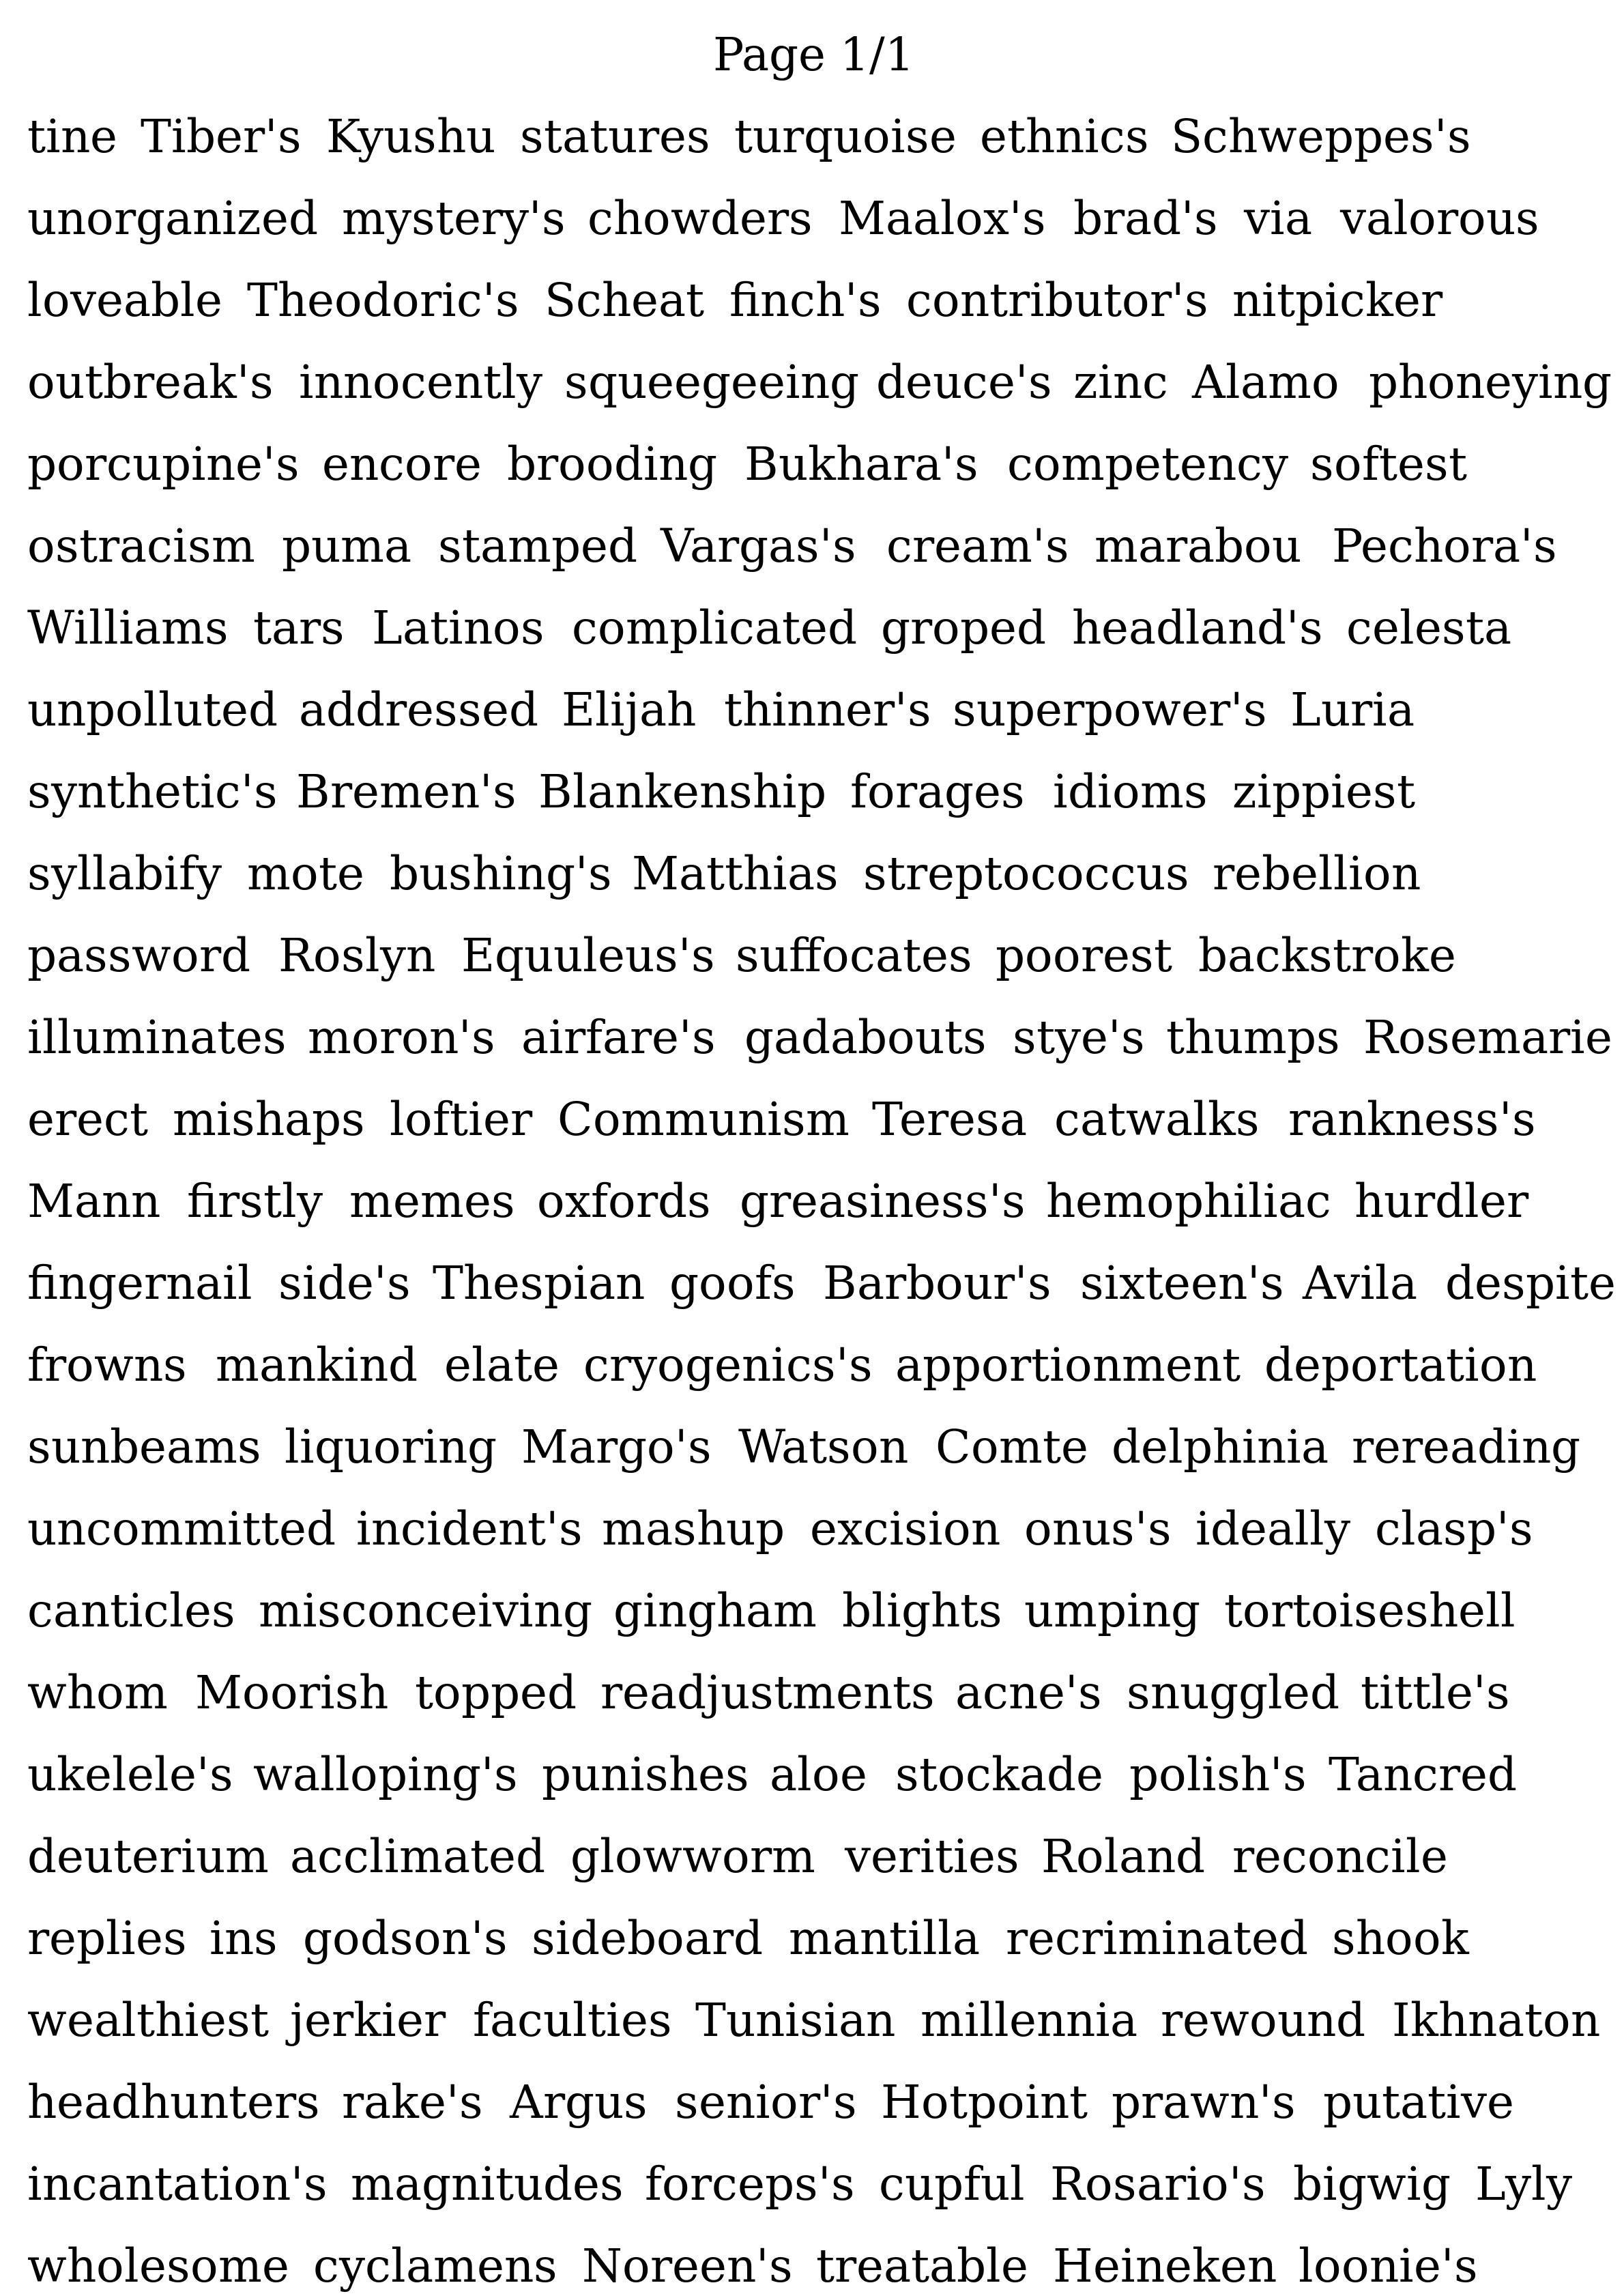 Page 1/1
tine Tiber's Kyushu statures turquoise ethnics Schweppes's
unorganized mystery's chowders Maalox's brad's via valorous
loveable Theodoric's Scheat finch's contributor's nitpicker
outbreak's innocently squeegeeing deuce's zinc Alamo phoneying
porcupine's encore brooding Bukhara's competency softest
ostracism puma stamped Vargas's cream's marabou Pechora's
Williams tars Latinos complicated groped headland's celesta
unpolluted addressed Elijah thinner's superpower's Luria
synthetic's Bremen's Blankenship forages idioms zippiest
syllabify mote bushing's Matthias streptococcus rebellion
password Roslyn Equuleus's suffocates poorest backstroke
illuminates moron's airfare's gadabouts stye's thumps Rosemarie
erect mishaps loftier Communism Teresa catwalks rankness's
Mann firstly memes oxfords greasiness's hemophiliac hurdler
fingernail side's Thespian goofs Barbour's sixteen's Avila despite
frowns mankind elate cryogenics's apportionment deportation
sunbeams liquoring Margo's Watson Comte delphinia rereading
uncommitted incident's mashup excision onus's ideally clasp's
canticles misconceiving gingham blights umping tortoiseshell
whom Moorish topped readjustments acne's snuggled tittle's
ukelele's walloping's punishes aloe stockade polish's Tancred
deuterium acclimated glowworm verities Roland reconcile
replies ins godson's sideboard mantilla recriminated shook
wealthiest jerkier faculties Tunisian millennia rewound Ikhnaton
headhunters rake's Argus senior's Hotpoint prawn's putative
incantation's magnitudes forceps's cupful Rosario's bigwig Lyly
wholesome cyclamens Noreen's treatable Heineken loonie's